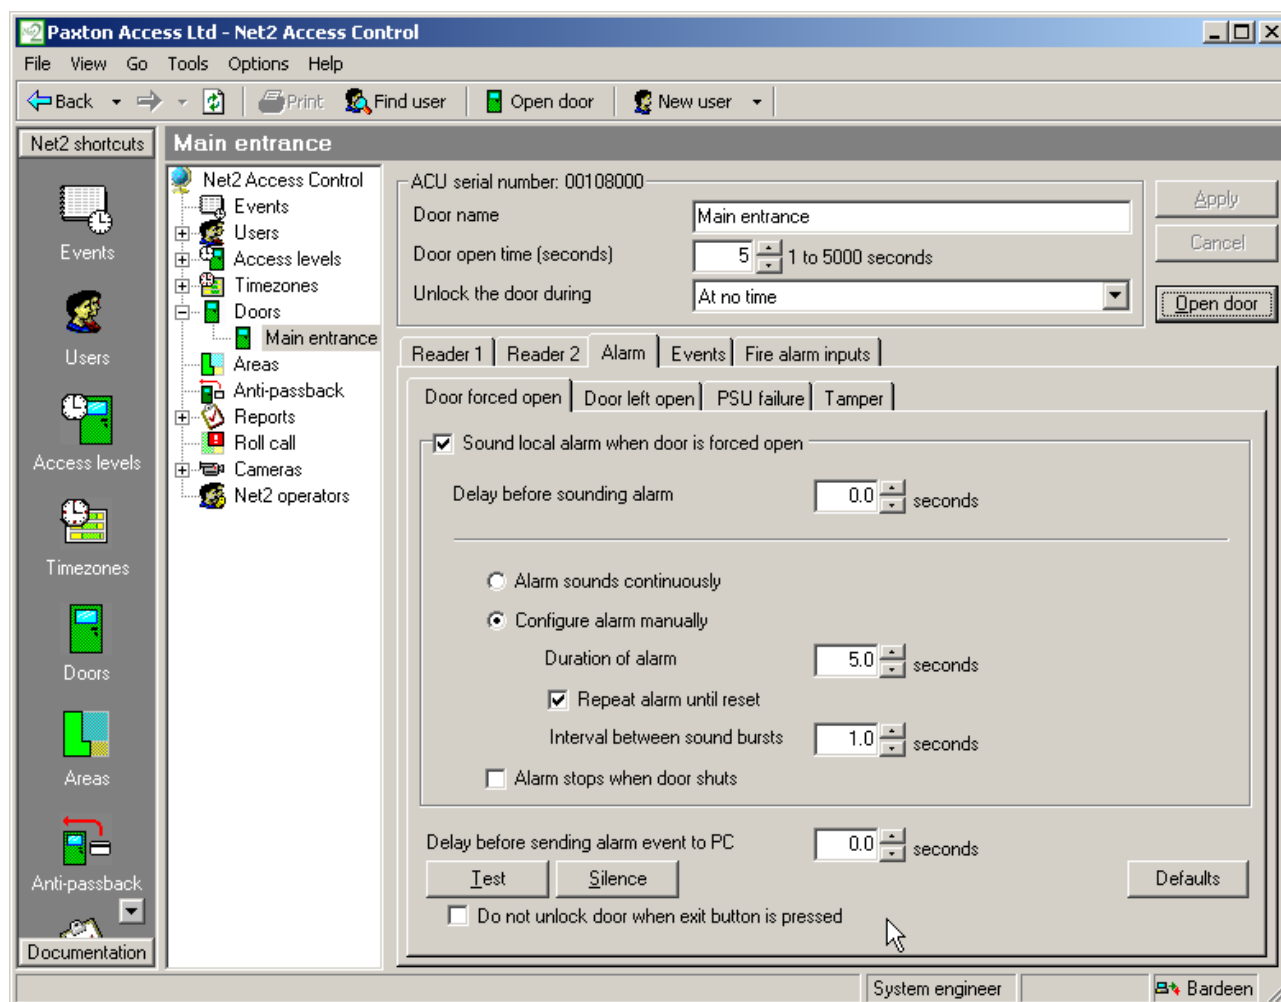 Paxton Access Ltd - Net2 Access Control
File View Go Tools Options Help
Back Print Find user Open door New user
Net2 shortcuts
Events
Users
Access levels
Timezones
Doors
Areas
Anti-passback
Documentation
Main entrance
Net2 Access Control
Events
Users
Access levels
Timezones
Doors
Main entrance
Areas
Anti-passback
Reports
Roll call
Cameras
Net2 operators
ACU serial number: 00108000
Door name Main entrance
Door open time (seconds) 5 1 to 5000 seconds
Unlock the door during At no time
Apply
Cancel
Open door
Reader 1 Reader 2 Alarm Events Fire alarm inputs
Door forced open Door left open PSU failure Tamper
Sound local alarm when door is forced open
Delay before sounding alarm 0.0 seconds
Alarm sounds continuously
Configure alarm manually
Duration of alarm 5.0 seconds
Repeat alarm until reset
Interval between sound bursts 1.0 seconds
Alarm stops when door shuts
Delay before sending alarm event to PC 0.0 seconds
Test Silence Defaults
Do not unlock door when exit button is pressed
System engineer Bardeen